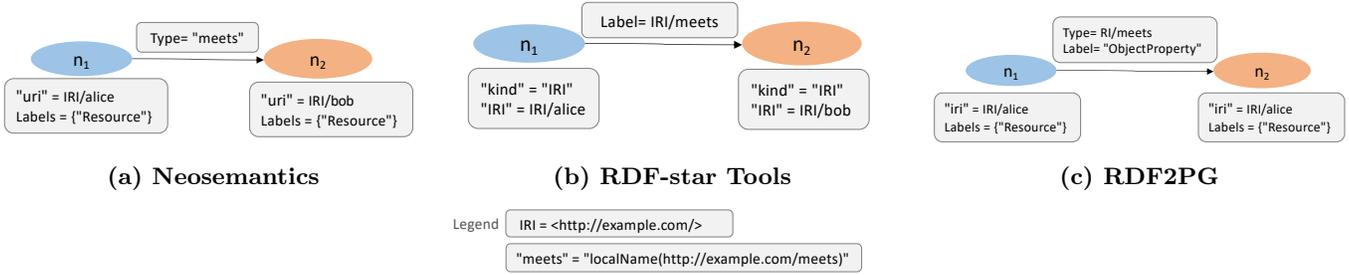 Type= "meets"
n1
n2
"uri" = IRI/alice
Labels = {"Resource"}
"uri" = IRI/bob
Labels = {"Resource"}
(a) Neosemantics
Label= IRI/meets
n1
n2
"kind" = "IRI"
"IRI" = IRI/alice
"kind" = "IRI"
"IRI" = IRI/bob
(b) RDF-star Tools
Type= RI/meets
Label= "ObjectProperty"
n1
n2
"iri" = IRI/alice
Labels = {"Resource"}
"iri" = IRI/alice
Labels = {"Resource"}
(c) RDF2PG
Legend
IRI = <http://example.com/>
"meets" = "localName(http://example.com/meets)"